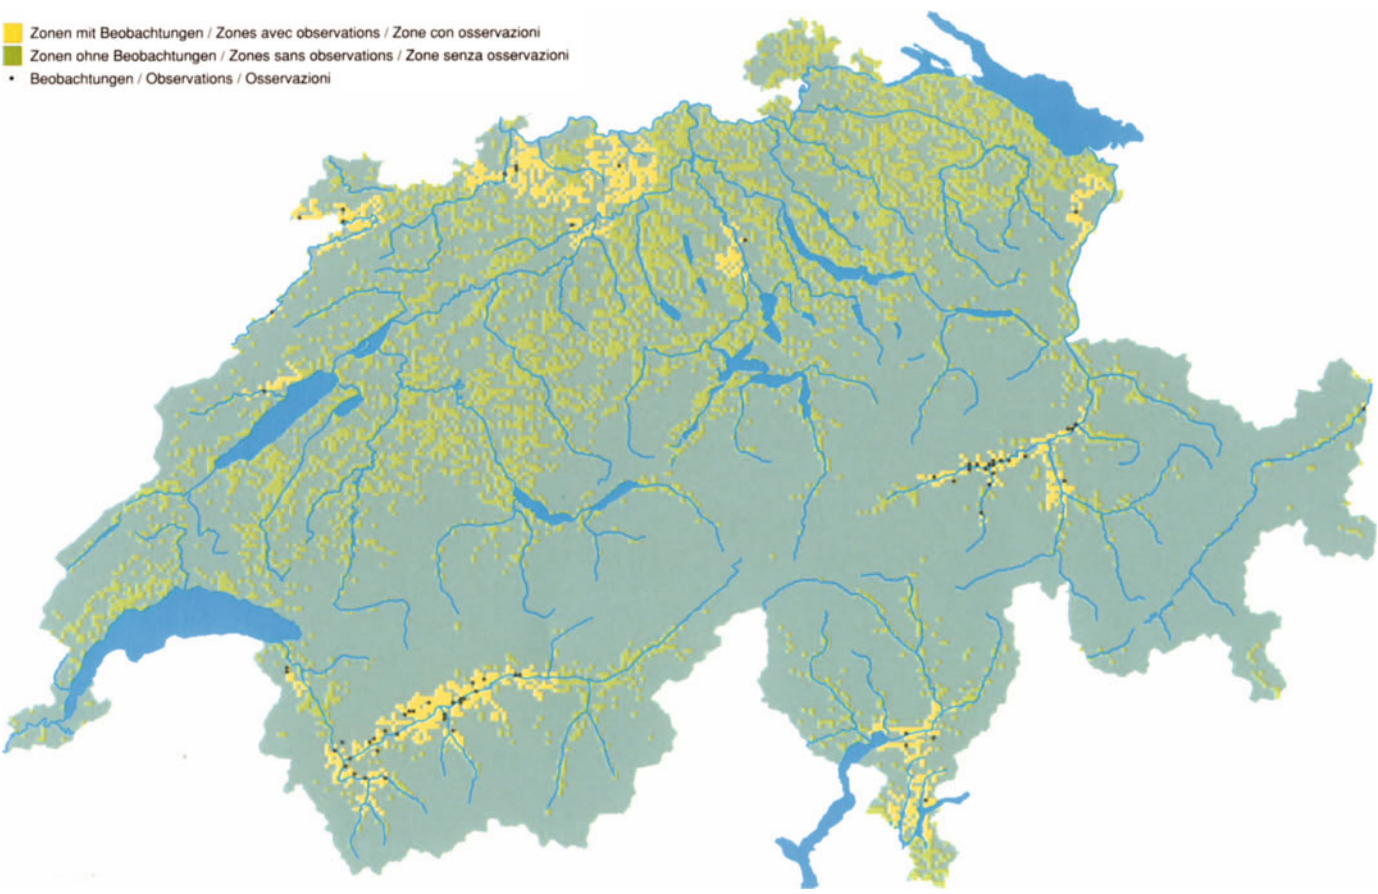 Zonen mit Beobachtungen / Zones avec observations / Zone con osservazioni
Zonen ohne Beobachtungen / Zones sans observations / Zone senza osservazioni
Beobachtungen / Observations / Osservazioni